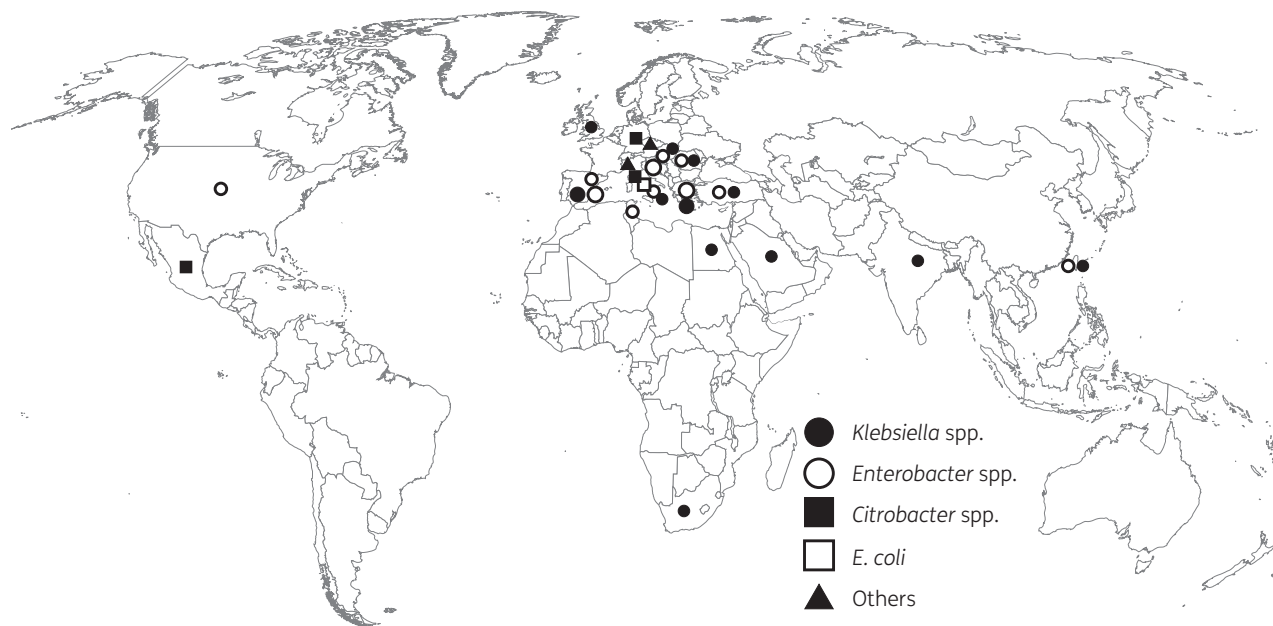 Klebsiella spp.
Enterobacter spp.
Citrobacter spp.
E. coli
Others